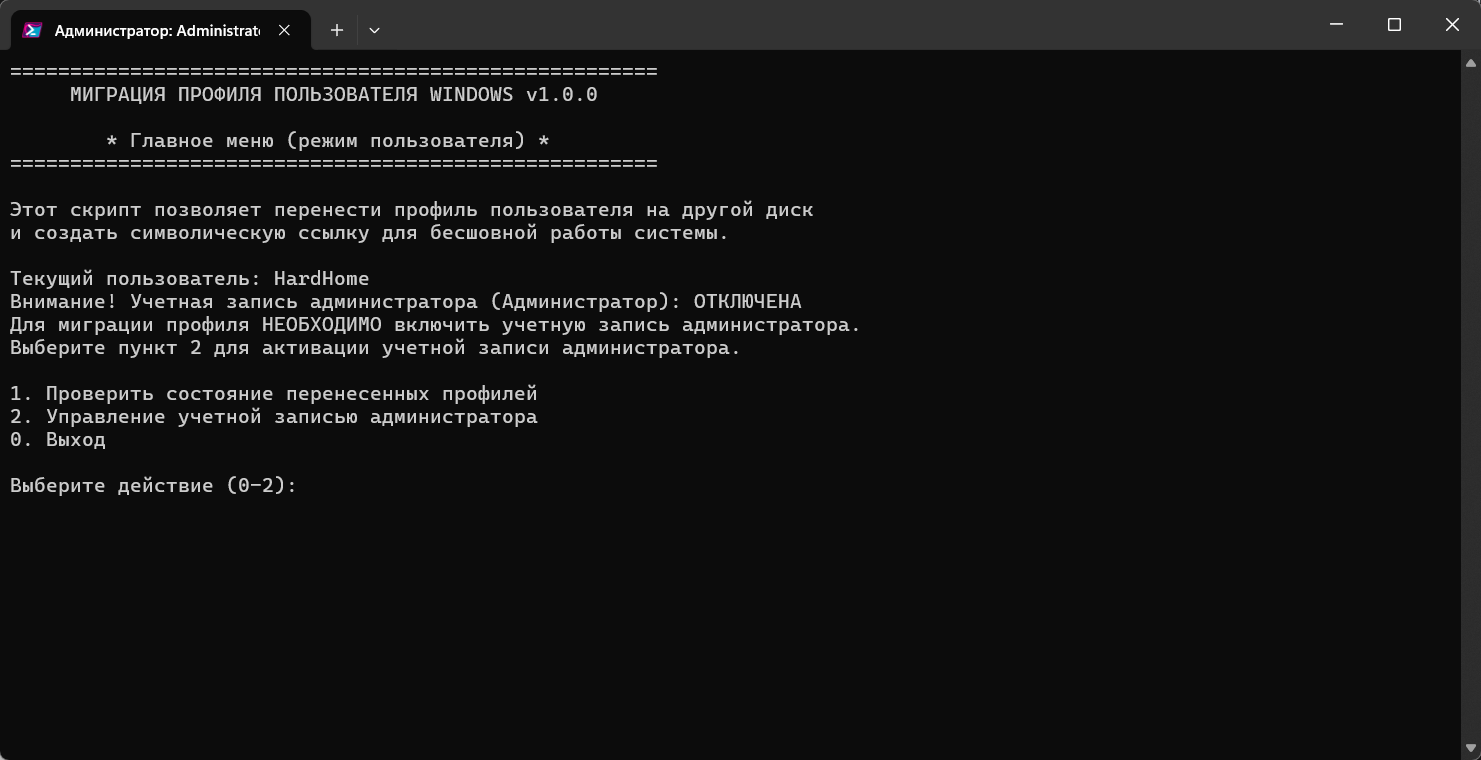 Администратор: Administrat
======================================================
МИГРАЦИЯ ПРОФИЛЯ ПОЛЬЗОВАТЕЛЯ WINDOWS v1.0.0
* Главное меню (режим пользователя) *
======================================================
Этот скрипт позволяет перенести профиль пользователя на другой диск
и создать символическую ссылку для бесшовной работы системы.
Текущий пользователь: HardHome
Внимание! Учетная запись администратора (Администратор): ОТКЛЮЧЕНА
Для миграции профиля НЕОБХОДИМО включить учетную запись администратора.
Выберите пункт 2 для активации учетной записи администратора.
1. Проверить состояние перенесенных профилей
2. Управление учетной записью администратора
0. Выход
Выберите действие (0-2):